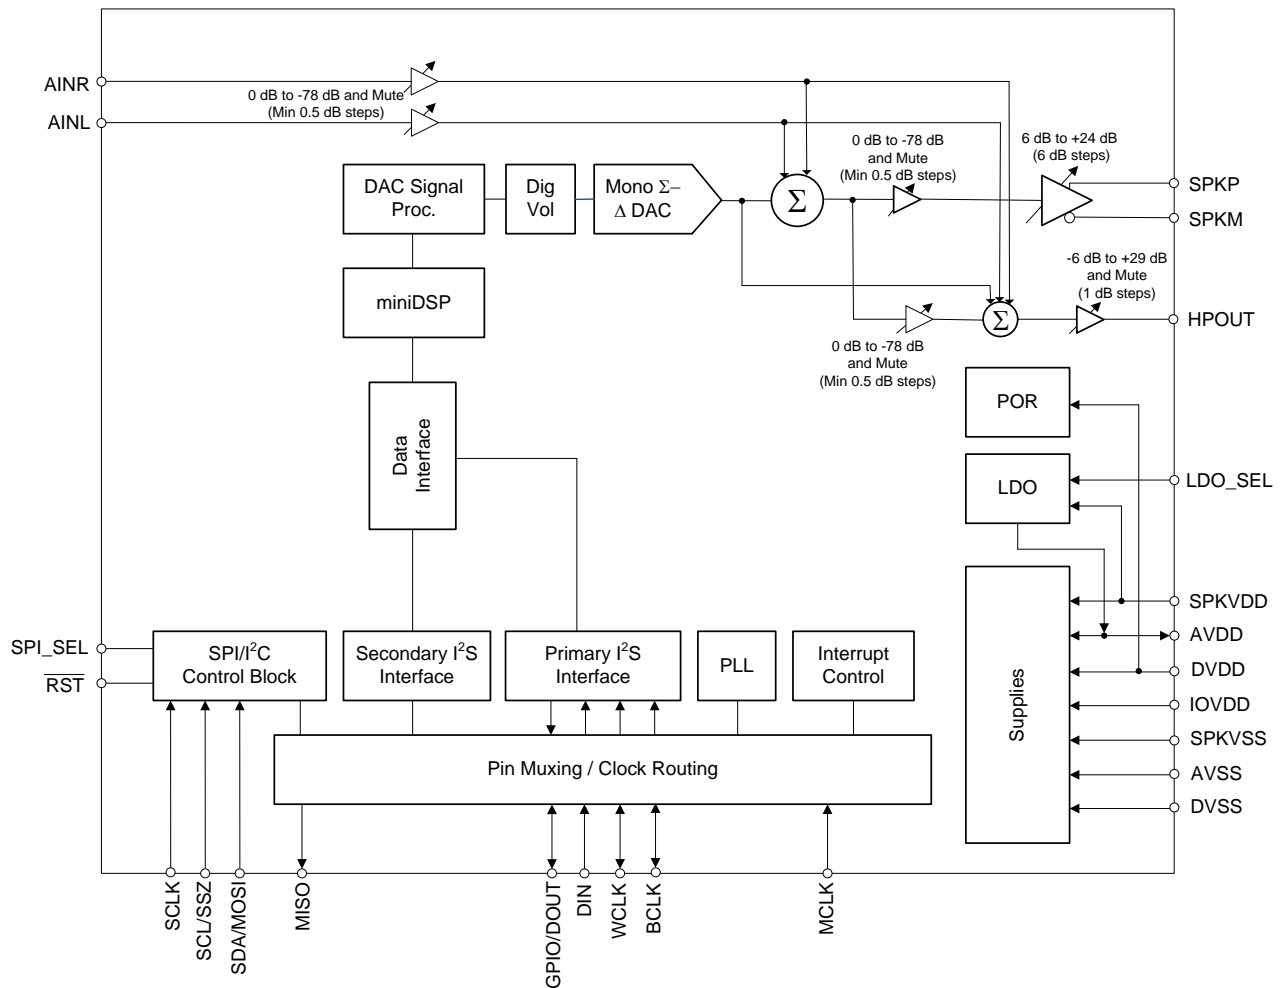 AINR
0 dB to -78 dB and Mute
(Min 0.5 dB steps)
AINL
0 dB to -78 dB
and Mute
(Min 0.5 dB steps)
6 dB to +24 dB
(6 dB steps)
DAC Signal
Proc.
Dig
Vol
Mono Σ–
Δ DAC
Σ
SPKP
SPKM
-6 dB to +29 dB
and Mute
(1 dB steps)
miniDSP
Σ
HPOUT
0 dB to -78 dB
and Mute
(Min 0.5 dB steps)
POR
Data
Interface
LDO
LDO_SEL
Supplies
SPKVDD
AVDD
DVDD
IOVDD
SPKVSS
AVSS
DVSS
SPI_SEL
RST
SPI/I²C
Control Block
Secondary I²S
Interface
Primary I²S
Interface
PLL
Interrupt
Control
Pin Muxing / Clock Routing
SCLK
SCL/SSZ
SDA/MOSI
MISO
GPIO/DOUT
DIN
WCLK
BCLK
MCLK